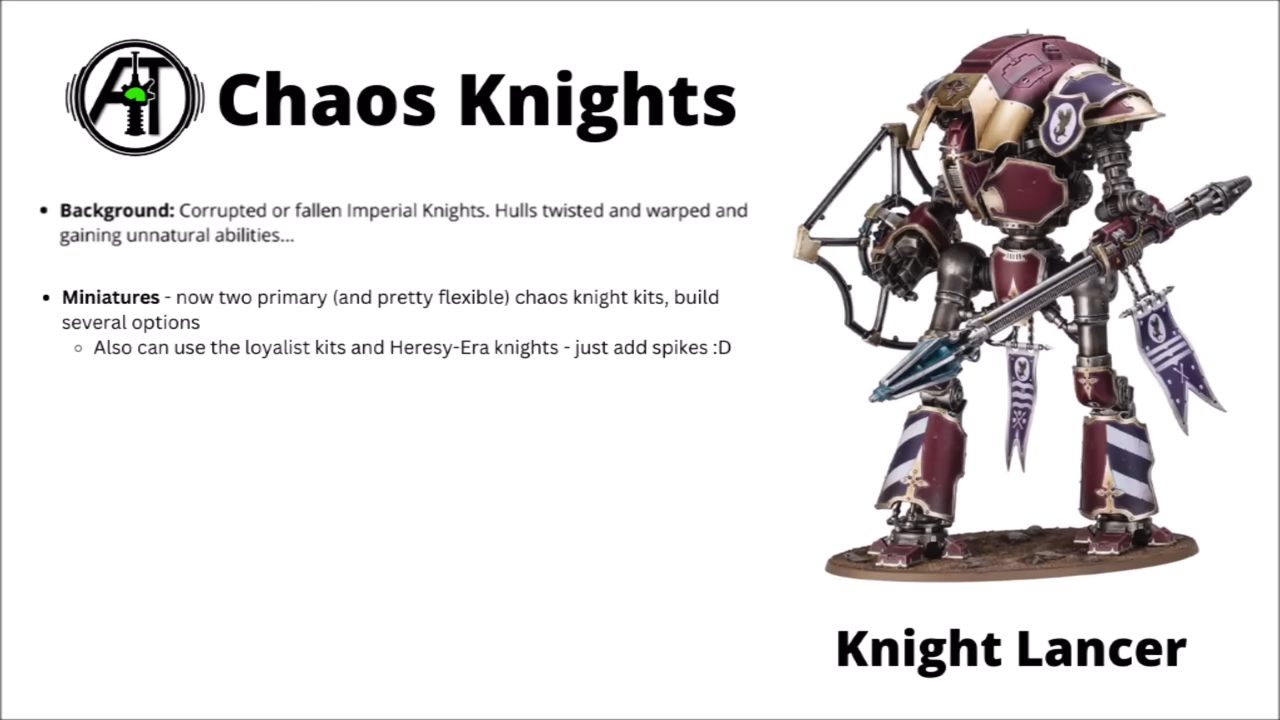 AT
Chaos Knights
• Background: Corrupted or fallen Imperial Knights. Hulls twisted and warped and
gaining unnatural abilities...
• Miniatures - now two primary (and pretty flexible) chaos knight kits, build
several options
◦ Also can use the loyalist kits and Heresy-Era knights - just add spikes :D
Knight Lancer